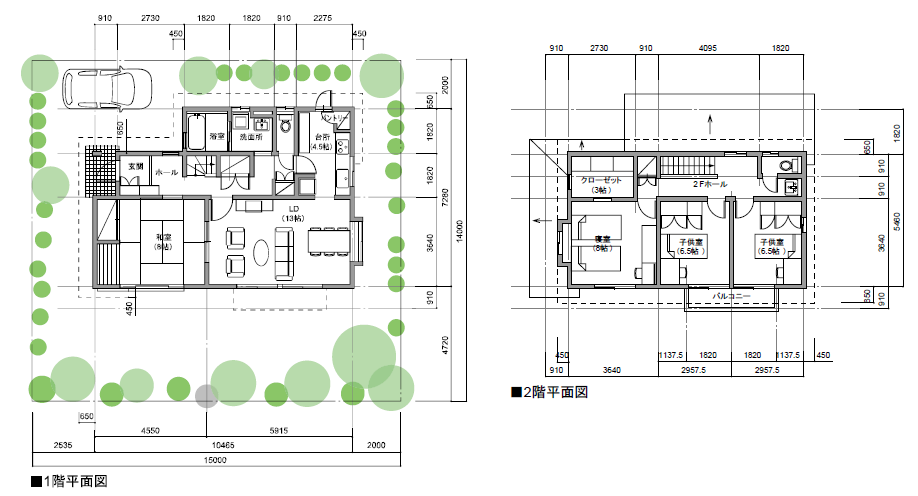 910
2730
1820
1820
910
2275
450
450
2000
650
1820
1820
7280
14000
3640
910
4720
650
浴室
洗面所
台所
(4.5帖)
パントリー
玄関
ホール
LD
(13帖)
和室
(8帖)
450
650
4550
5915
2535
10465
2000
15000
■1階平面図
910
2730
910
4095
1820
1820
650
910
910
5460
3640
650
910
クローゼット
(3帖)
2Fホール
寝室
(8帖)
子供室
(6.5帖)
子供室
(6.5帖)
バルコニー
450
1137.5
1820
1820
1137.5
450
910
3640
2957.5
2957.5
■2階平面図